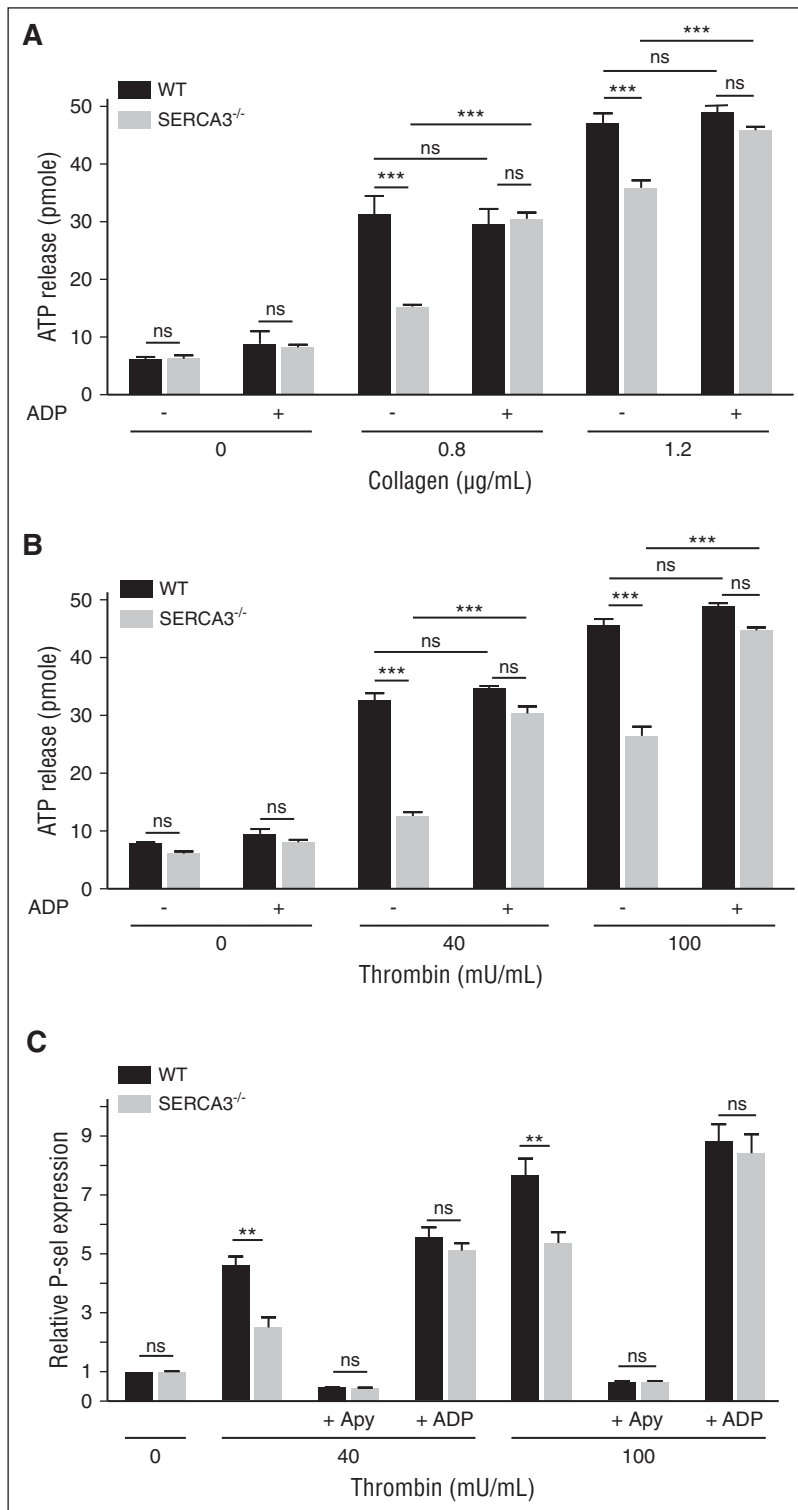 A
WT
SERCA3-/-
ATP release (pmole)
50
40
30
20
10
0
ns
ns
***
ns
ns
***
***
ns
ns
***
ADP
-
+
-
+
-
+
0
0.8
1.2
Collagen (µg/mL)
B
WT
SERCA3-/-
ATP release (pmole)
50
40
30
20
10
0
ns
ns
***
ns
ns
***
***
ns
ns
***
ADP
-
+
-
+
-
+
0
40
100
Thrombin (mU/mL)
C
WT
SERCA3-/-
Relative P-sel expression
9
7
5
3
1
0
ns
**
ns
ns
**
ns
ns
+ Apy
+ ADP
+ Apy
+ ADP
0
40
100
Thrombin (mU/mL)